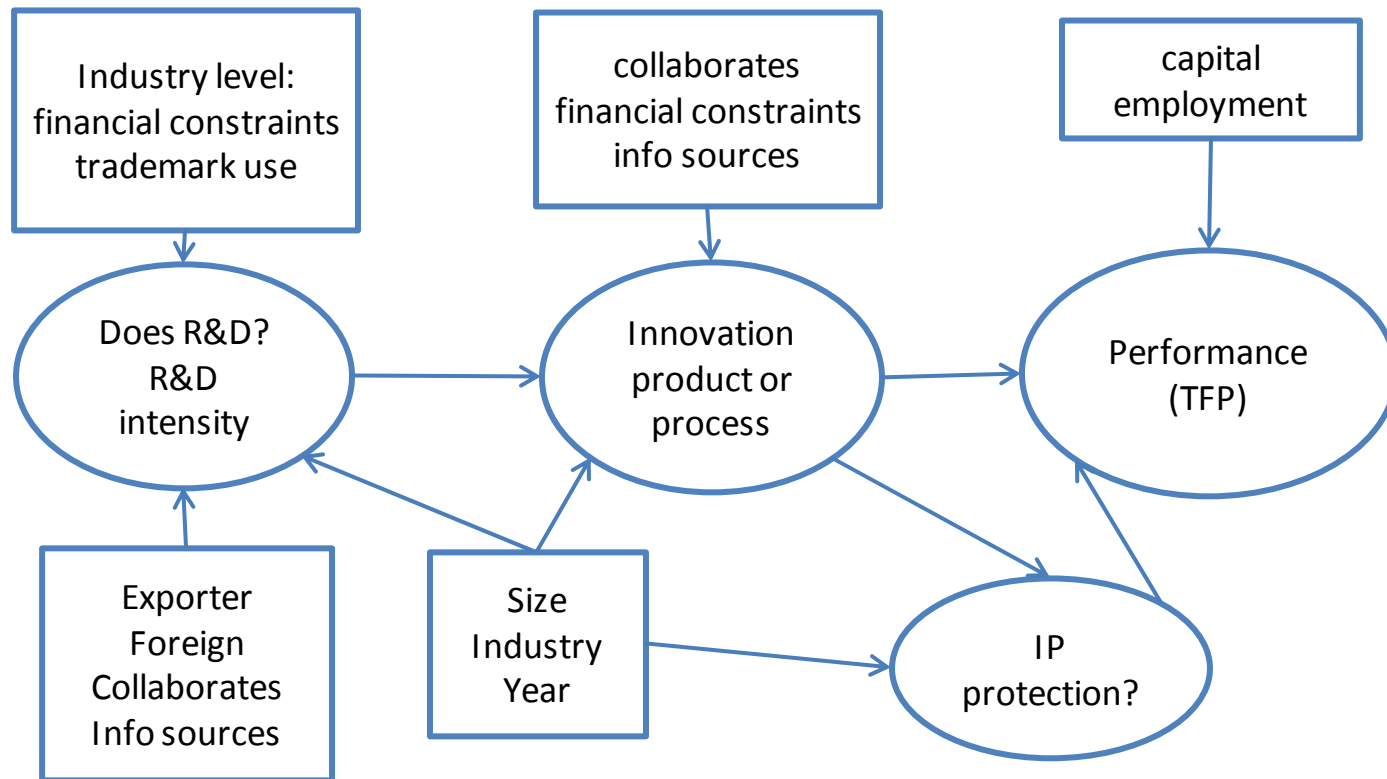 Industry level:
financial constraints
trademark use
collaborates
financial constraints
info sources
capital
employment
Does R&D?
R&D
intensity
Innovation
product or
process
Performance
(TFP)
Exporter
Foreign
Collaborates
Info sources
Size
Industry
Year
IP
protection?